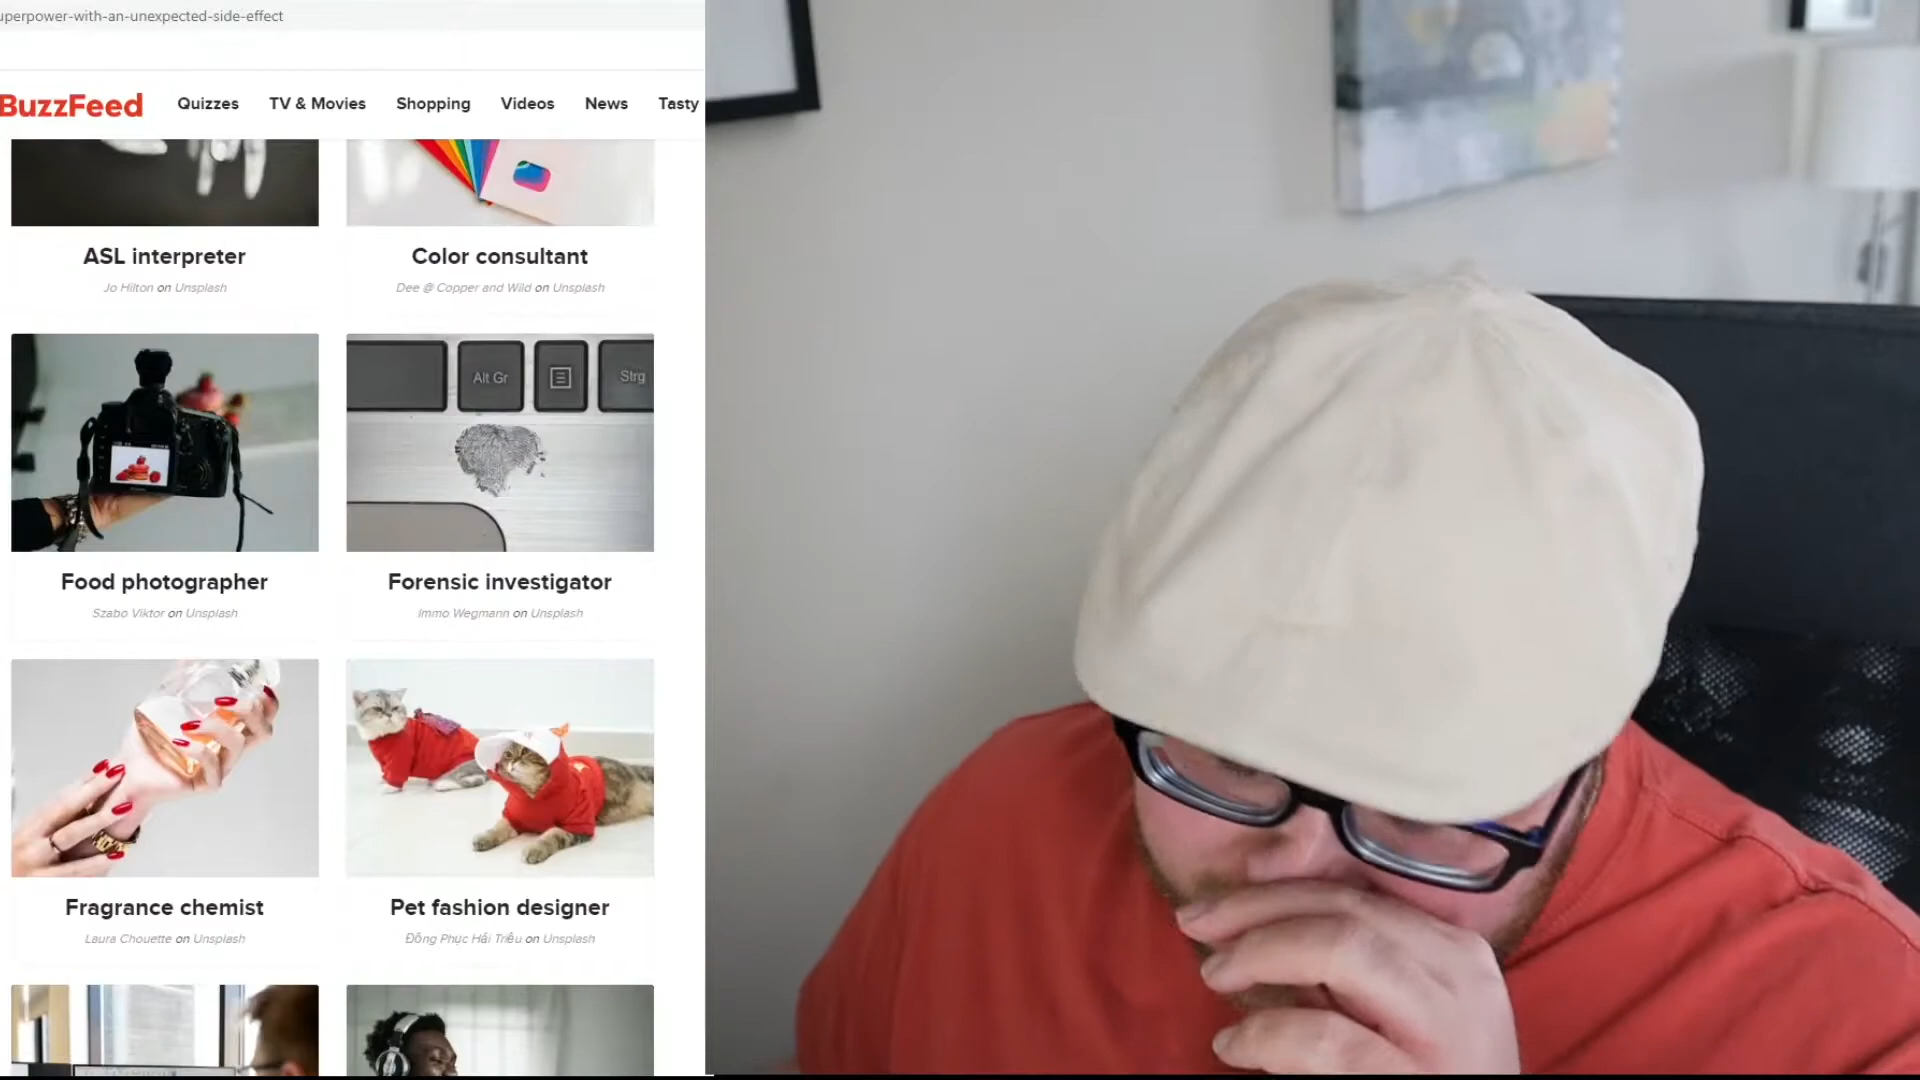 uperpower-with-an-unexpected-side-effect
BuzzFeed Quizzes TV & Movies Shopping Videos News Tasty
ASL interpreter
Jo Hilton on Unsplash
Color consultant
Dee @ Copper and Wild on Unsplash
Alt Gr
Strg
Food photographer
Szabo Viktor on Unsplash
Forensic investigator
Immo Wegmann on Unsplash
Fragrance chemist
Laura Chouette on Unsplash
Pet fashion designer
Đồng Phục Hải Triều on Unsplash